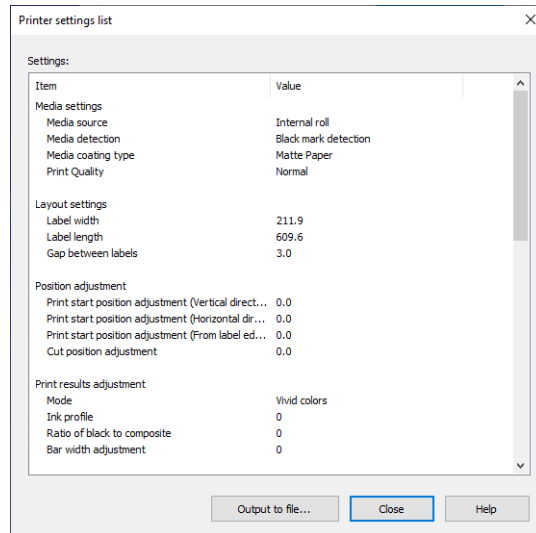 Printer settings list
Settings:
Item Value
Media settings
Media source Internal roll
Media detection Black mark detection
Media coating type Matte Paper
Print Quality Normal
Layout settings
Label width 211.9
Label length 609.6
Gap between labels 3.0
Position adjustment
Print start position adjustment (Vertical direct... 0.0
Print start position adjustment (Horizontal dir... 0.0
Print start position adjustment (From label ed... 0.0
Cut position adjustment 0.0
Print results adjustment
Mode Vivid colors
Ink profile 0
Ratio of black to composite 0
Bar width adjustment 0
Output to file... Close Help